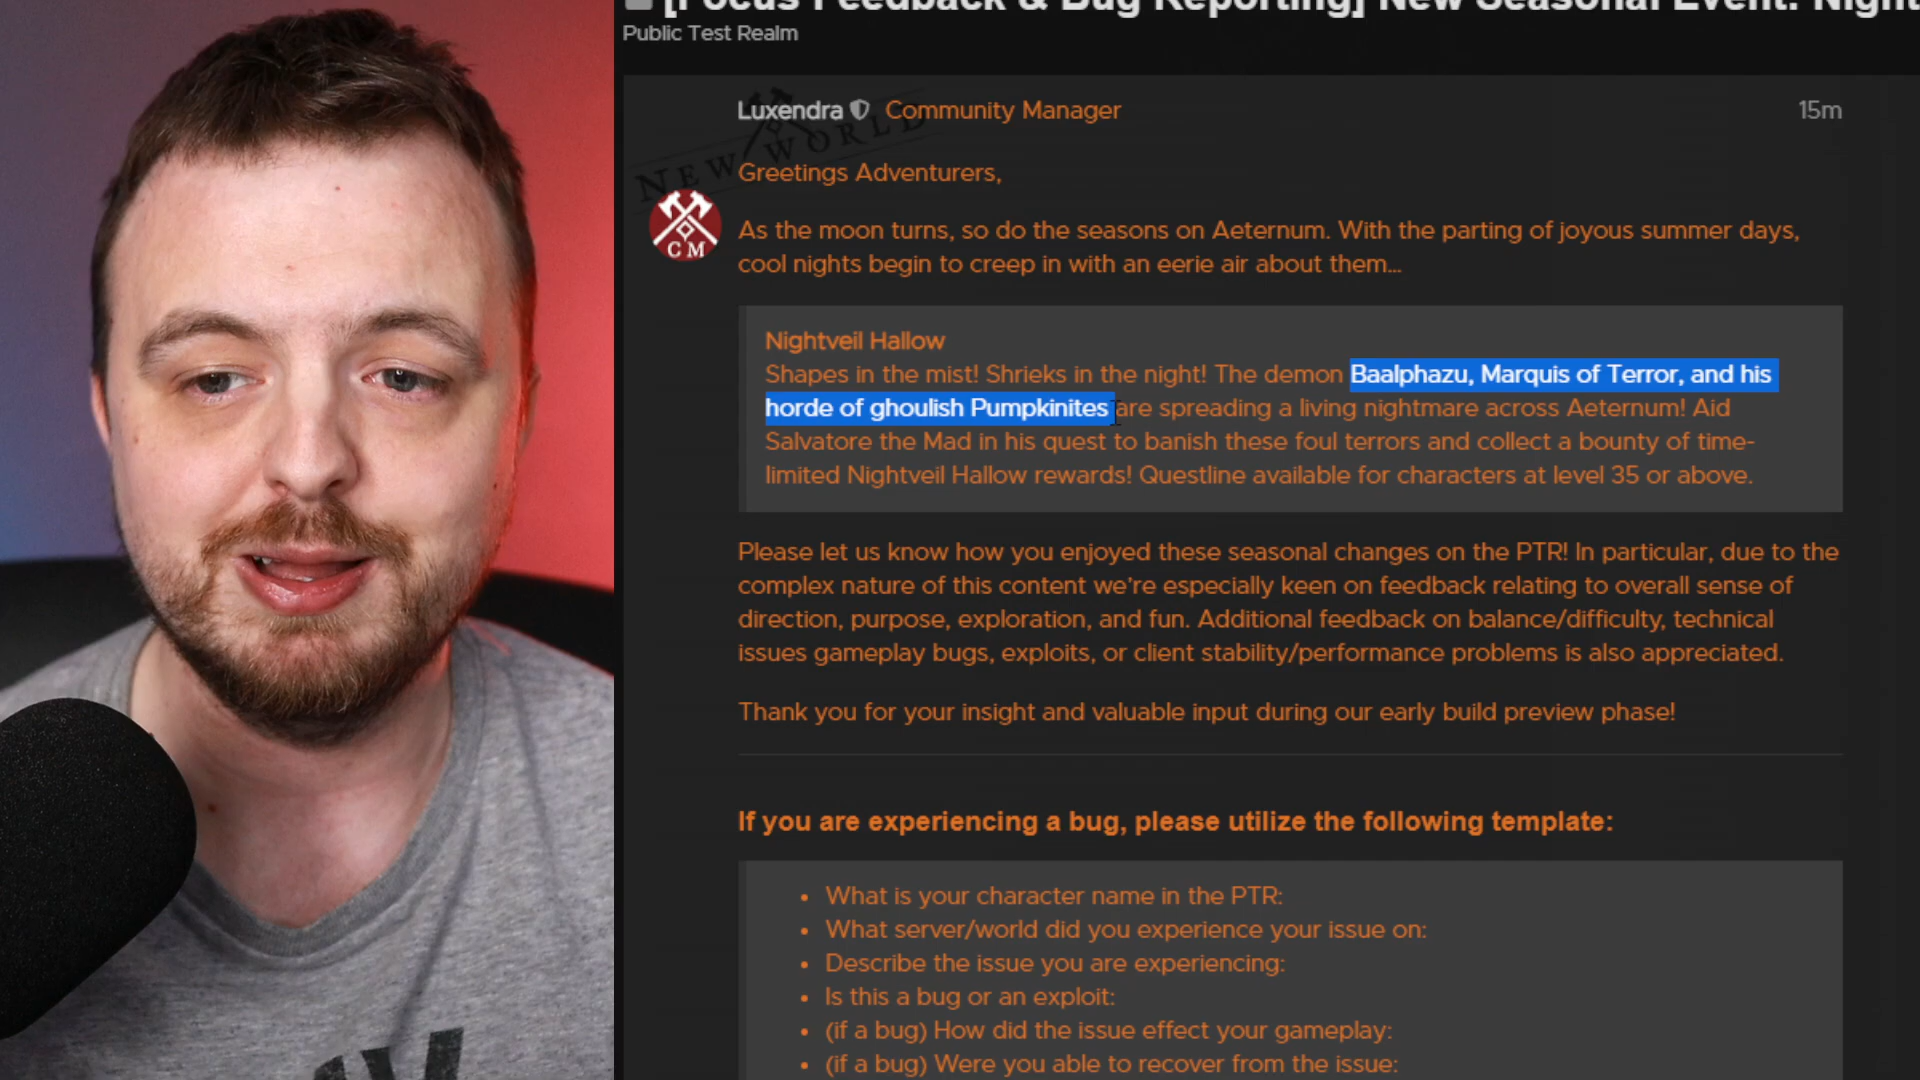 [Focus Feedback & Bug Reporting] New Seasonal Event: Night
Public Test Realm
Luxendra Community Manager 15m
NEW WORLD
Greetings Adventurers,
As the moon turns, so do the seasons on Aeternum. With the parting of joyous summer days,
CM
cool nights begin to creep in with an eerie air about them...
Nightveil Hallow
Shapes in the mist! Shrieks in the night! The demon Baalphazu, Marquis of Terror, and his
horde of ghoulish Pumpkinites are spreading a living nightmare across Aeternum! Aid
Salvatore the Mad in his quest to banish these foul terrors and collect a bounty of time-
limited Nightveil Hallow rewards! Questline available for characters at level 35 or above.
Please let us know how you enjoyed these seasonal changes on the PTR! In particular, due to the
complex nature of this content we're especially keen on feedback relating to overall sense of
direction, purpose, exploration, and fun. Additional feedback on balance/difficulty, technical
issues gameplay bugs, exploits, or client stability/performance problems is also appreciated.
Thank you for your insight and valuable input during our early build preview phase!
If you are experiencing a bug, please utilize the following template:
• What is your character name in the PTR:
• What server/world did you experience your issue on:
• Describe the issue you are experiencing:
• Is this a bug or an exploit:
• (if a bug) How did the issue effect your gameplay:
• (if a bug) Were you able to recover from the issue: